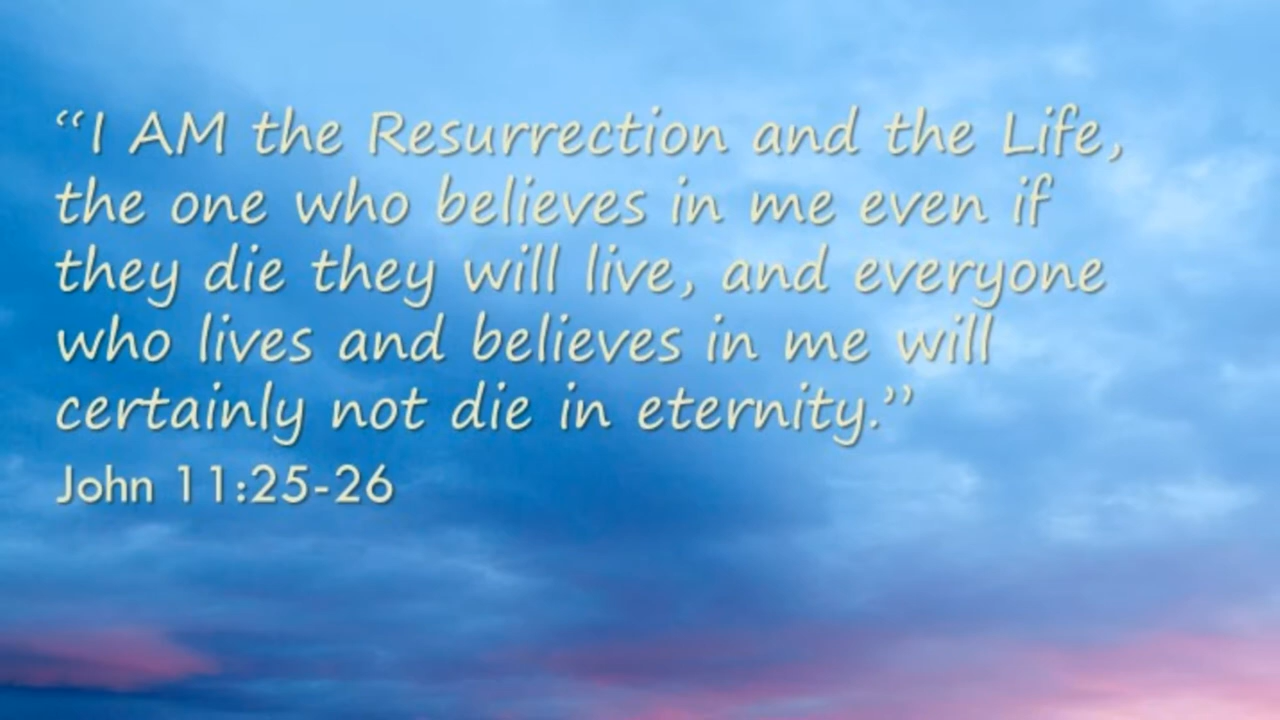 “I AM the Resurrection and the Life,
the one who believes in me even if
they die they will live, and everyone
who lives and believes in me will
certainly not die in eternity.”
John 11:25-26